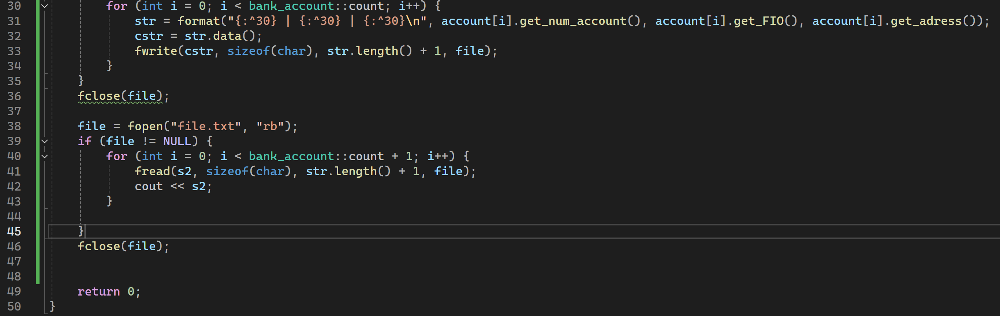 30 for (int i = 0; i < bank_account::count; i++) {
31 str = format("{:^30} | {:^30} | {:^30}\n", account[i].get_num_account(), account[i].get_FIO(), account[i].get_adress());
32 cstr = str.data();
33 fwrite(cstr, sizeof(char), str.length() + 1, file);
34 }
35 }
36 fclose(file);
37
38 file = fopen("file.txt", "rb");
39 if (file != NULL) {
40 for (int i = 0; i < bank_account::count + 1; i++) {
41 fread(s2, sizeof(char), str.length() + 1, file);
42 cout << s2;
43 }
44
45 }
46 fclose(file);
47
48
49 return 0;
50 }